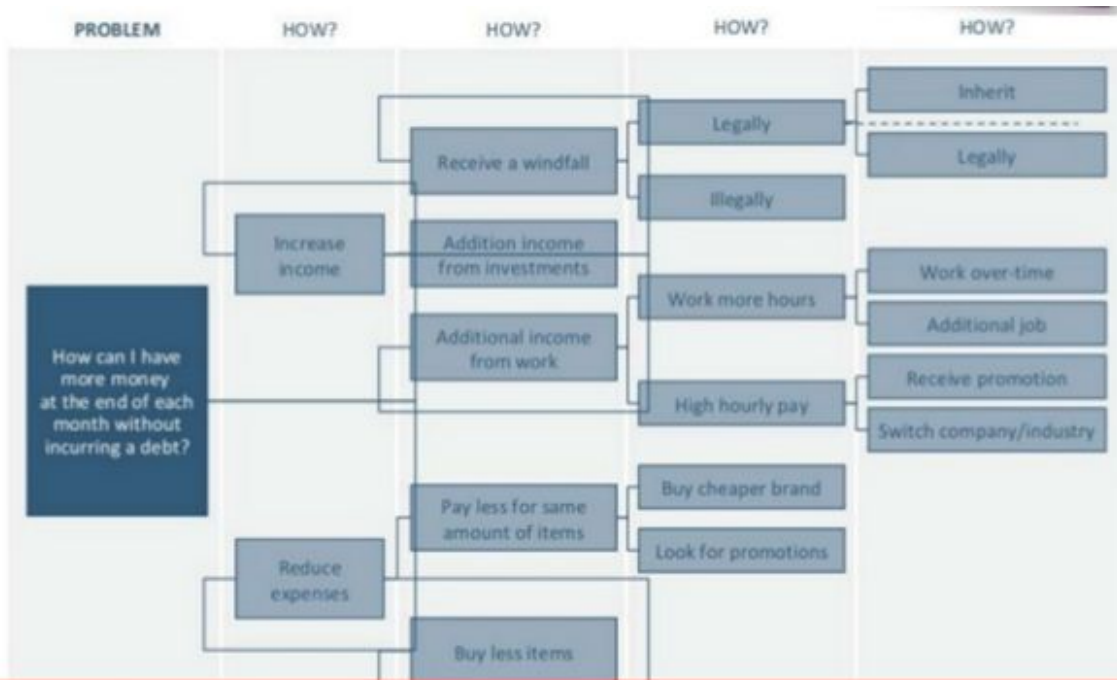 PROBLEM
HOW?
HOW?
HOW?
HOW?
How can I have
more money
at the end of each
month without
incurring a debt?
Increase
income
Reduce
expenses
Receive a windfall
Addition income
from investments
Additional income
from work
Pay less for same
amount of items
Buy less items
Legally
Illegally
Work more hours
High hourly pay
Buy cheaper brand
Look for promotions
Inherit
Legally
Work over-time
Additional job
Receive promotion
Switch company/industry